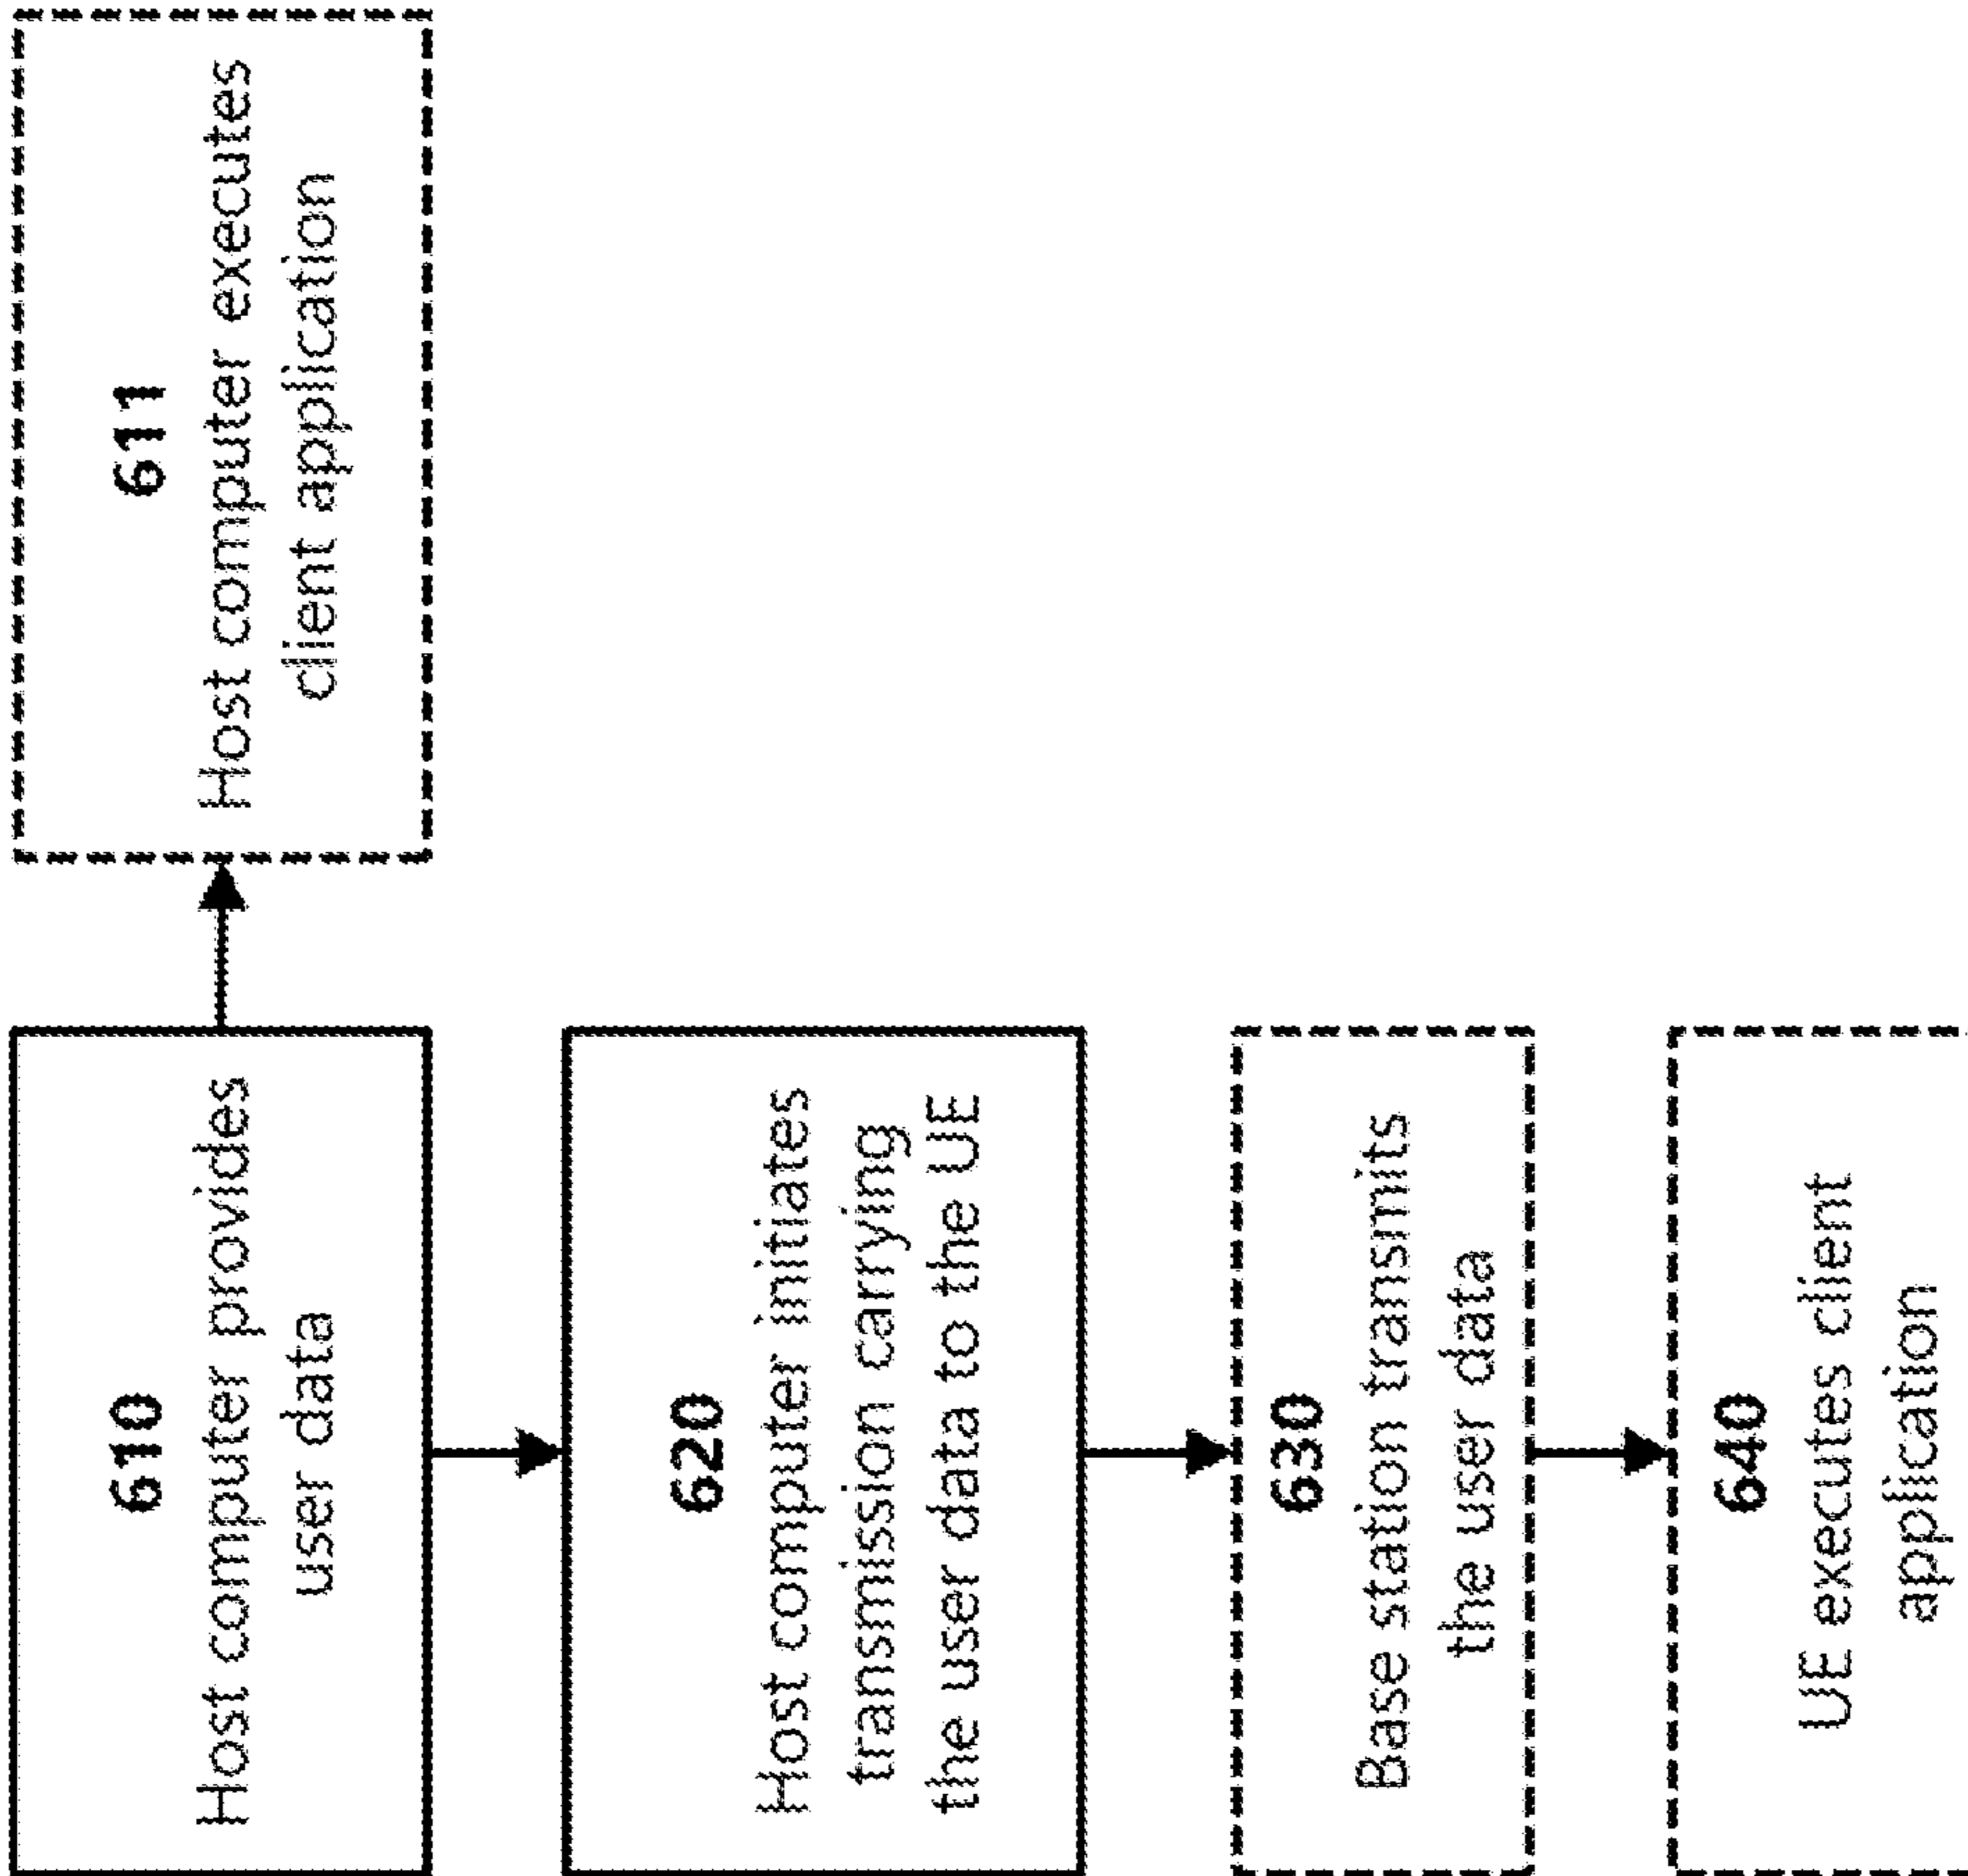 610
Host computer provides
user data
611
Host computer executes
client application
620
Host computer initiates
transmission carrying
the user data to the UE
630
Base station transmits
the user data
640
UE executes client
application